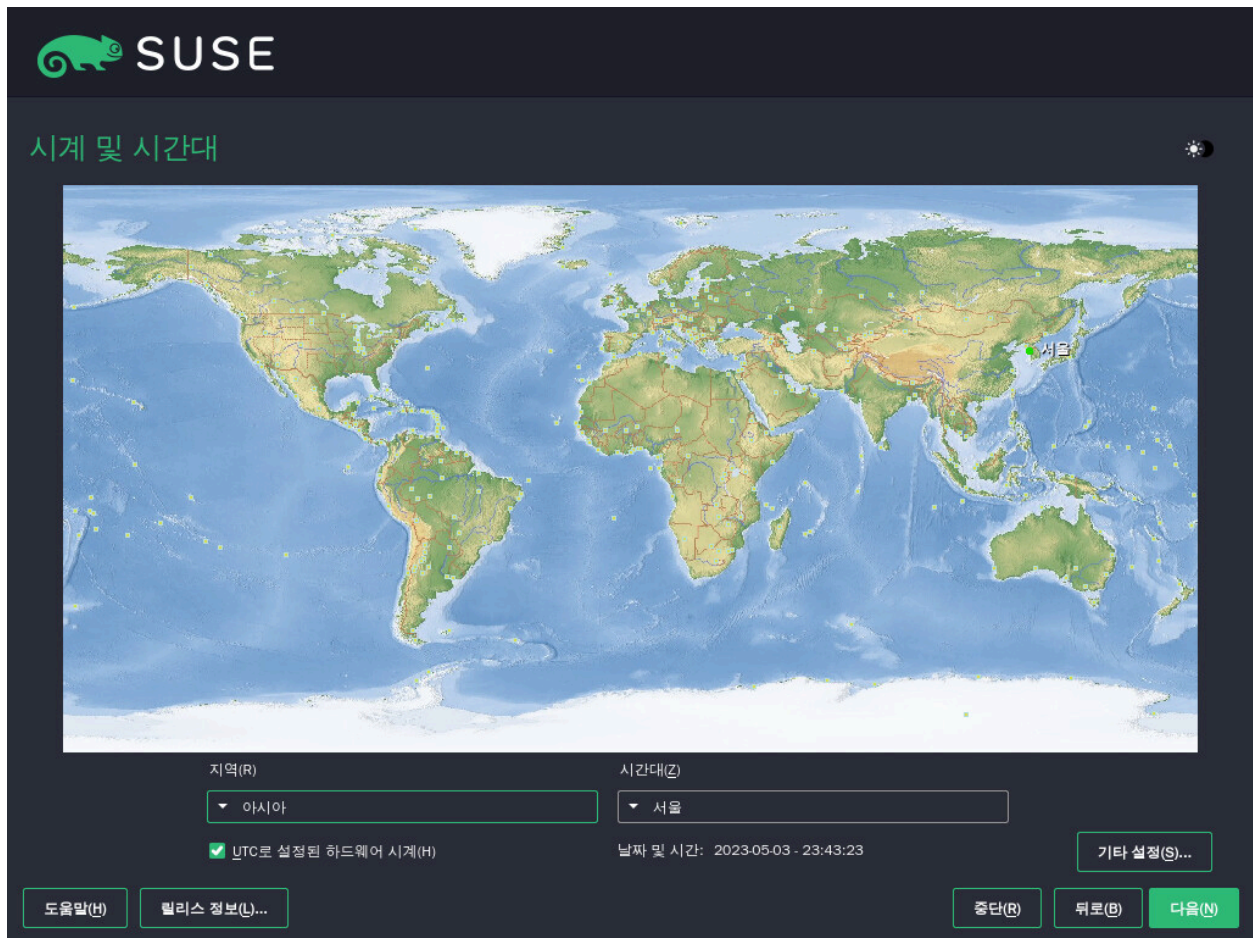 SUSE
시계 및 시간대
서울
지역(R)
시간대(Z)
아시아
서울
UTC로 설정된 하드웨어 시계(H)
날짜 및 시간: 2023-05-03 - 23:43:23
기타 설정(S)...
도움말(H)
릴리스 정보(L)...
중단(R)
뒤로(B)
다음(N)